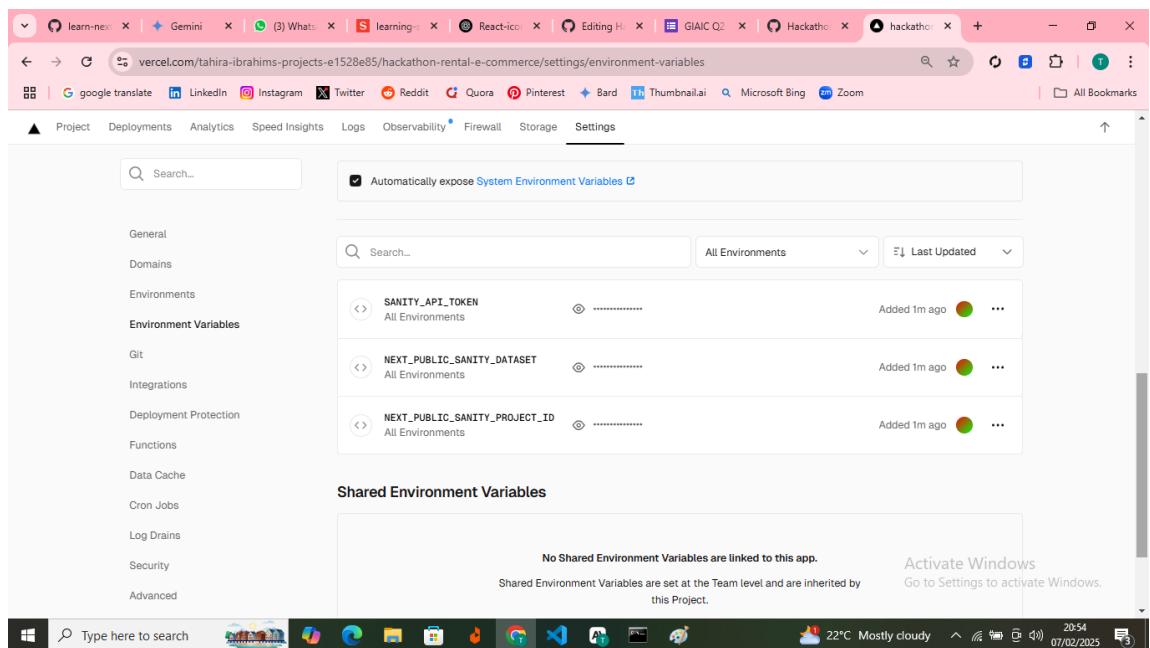 learn-nex
Gemini
(3) Whats
learning-s
React-ico
Editing Ha
GIAIC Q2
Hackatho
hackathor
vercel.com/tahira-ibrahims-projects-e1528e85/hackathon-rental-e-commerce/settings/environment-variables
T
google translate
LinkedIn
Instagram
Twitter
Reddit
Quora
Pinterest
Bard
Thumbnail.ai
Microsoft Bing
Zoom
All Bookmarks
Project
Deployments
Analytics
Speed Insights
Logs
Observability
Firewall
Storage
Settings
Search...
General
Domains
Environments
Environment Variables
Git
Integrations
Deployment Protection
Functions
Data Cache
Cron Jobs
Log Drains
Security
Advanced
Automatically expose System Environment Variables
Search...
All Environments
Last Updated
SANITY_API_TOKEN
All Environments
Added 1m ago
NEXT_PUBLIC_SANITY_DATASET
All Environments
Added 1m ago
NEXT_PUBLIC_SANITY_PROJECT_ID
All Environments
Added 1m ago
Shared Environment Variables
No Shared Environment Variables are linked to this app.
Shared Environment Variables are set at the Team level and are inherited by
this Project.
Activate Windows
Go to Settings to activate Windows.
Type here to search
22°C Mostly cloudy
20:54
07/02/2025
3